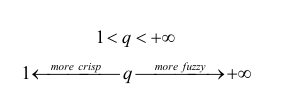 1 < q < +∞
1 ⟵ more crisp q more fuzzy ⟶ +∞